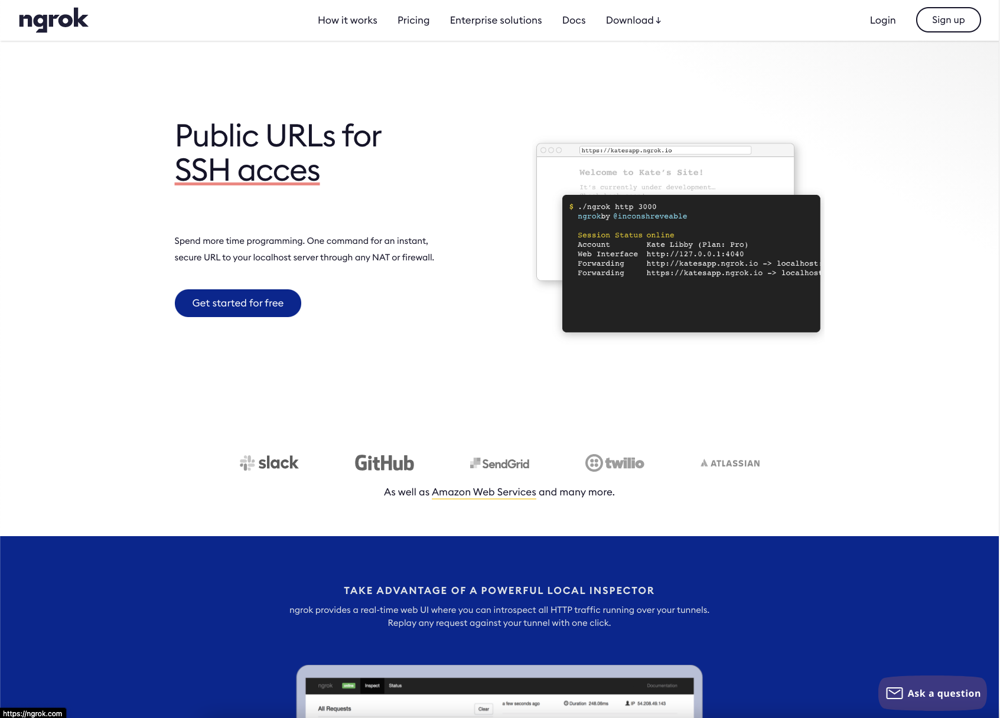 ngrok
How it works Pricing Enterprise solutions Docs Download ↓
Login Sign up
Public URLs for
SSH acces
Spend more time programming. One command for an instant,
secure URL to your localhost server through any NAT or firewall.
Get started for free
https://katesapp.ngrok.io
Welcome to Kate's Site!
It's currently under development…
$ ./ngrok http 3000
ngrok by @inconshreveable
Session Status online
Account Kate Libby (Plan: Pro)
Web Interface http://127.0.0.1:4040
Forwarding http://katesapp.ngrok.io -> localhost:
Forwarding https://katesapp.ngrok.io -> localhost
slack GitHub SendGrid twilio ATLASSIAN
As well as Amazon Web Services and many more.
TAKE ADVANTAGE OF A POWERFUL LOCAL INSPECTOR
ngrok provides a real-time web UI where you can introspect all HTTP traffic running over your tunnels.
Replay any request against your tunnel with one click.
ngrok online Inspect Status Documentation
All Requests Clear a few seconds ago Duration 248.06ms IP 54.208.49.143
Ask a question
https://ngrok.com